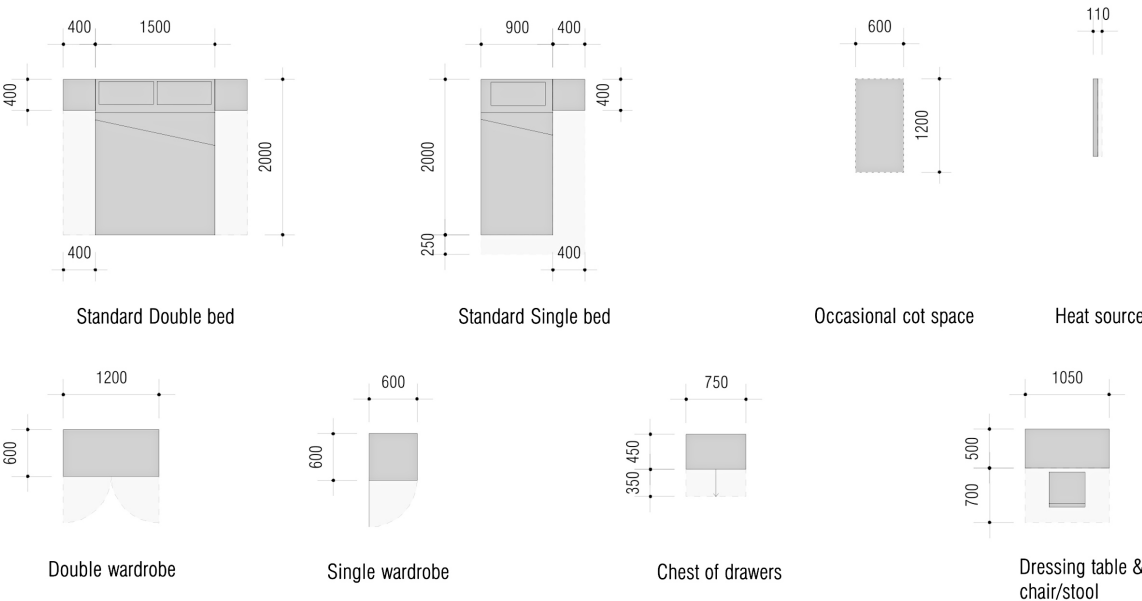 400 1500
900 400
600
110
400
2000
2000
400
1200
400
250
400
Standard Double bed
Standard Single bed
Occasional cot space
Heat source
1200
600
750
1050
600
600
450
350
500
700
Double wardrobe
Single wardrobe
Chest of drawers
Dressing table &
chair/stool